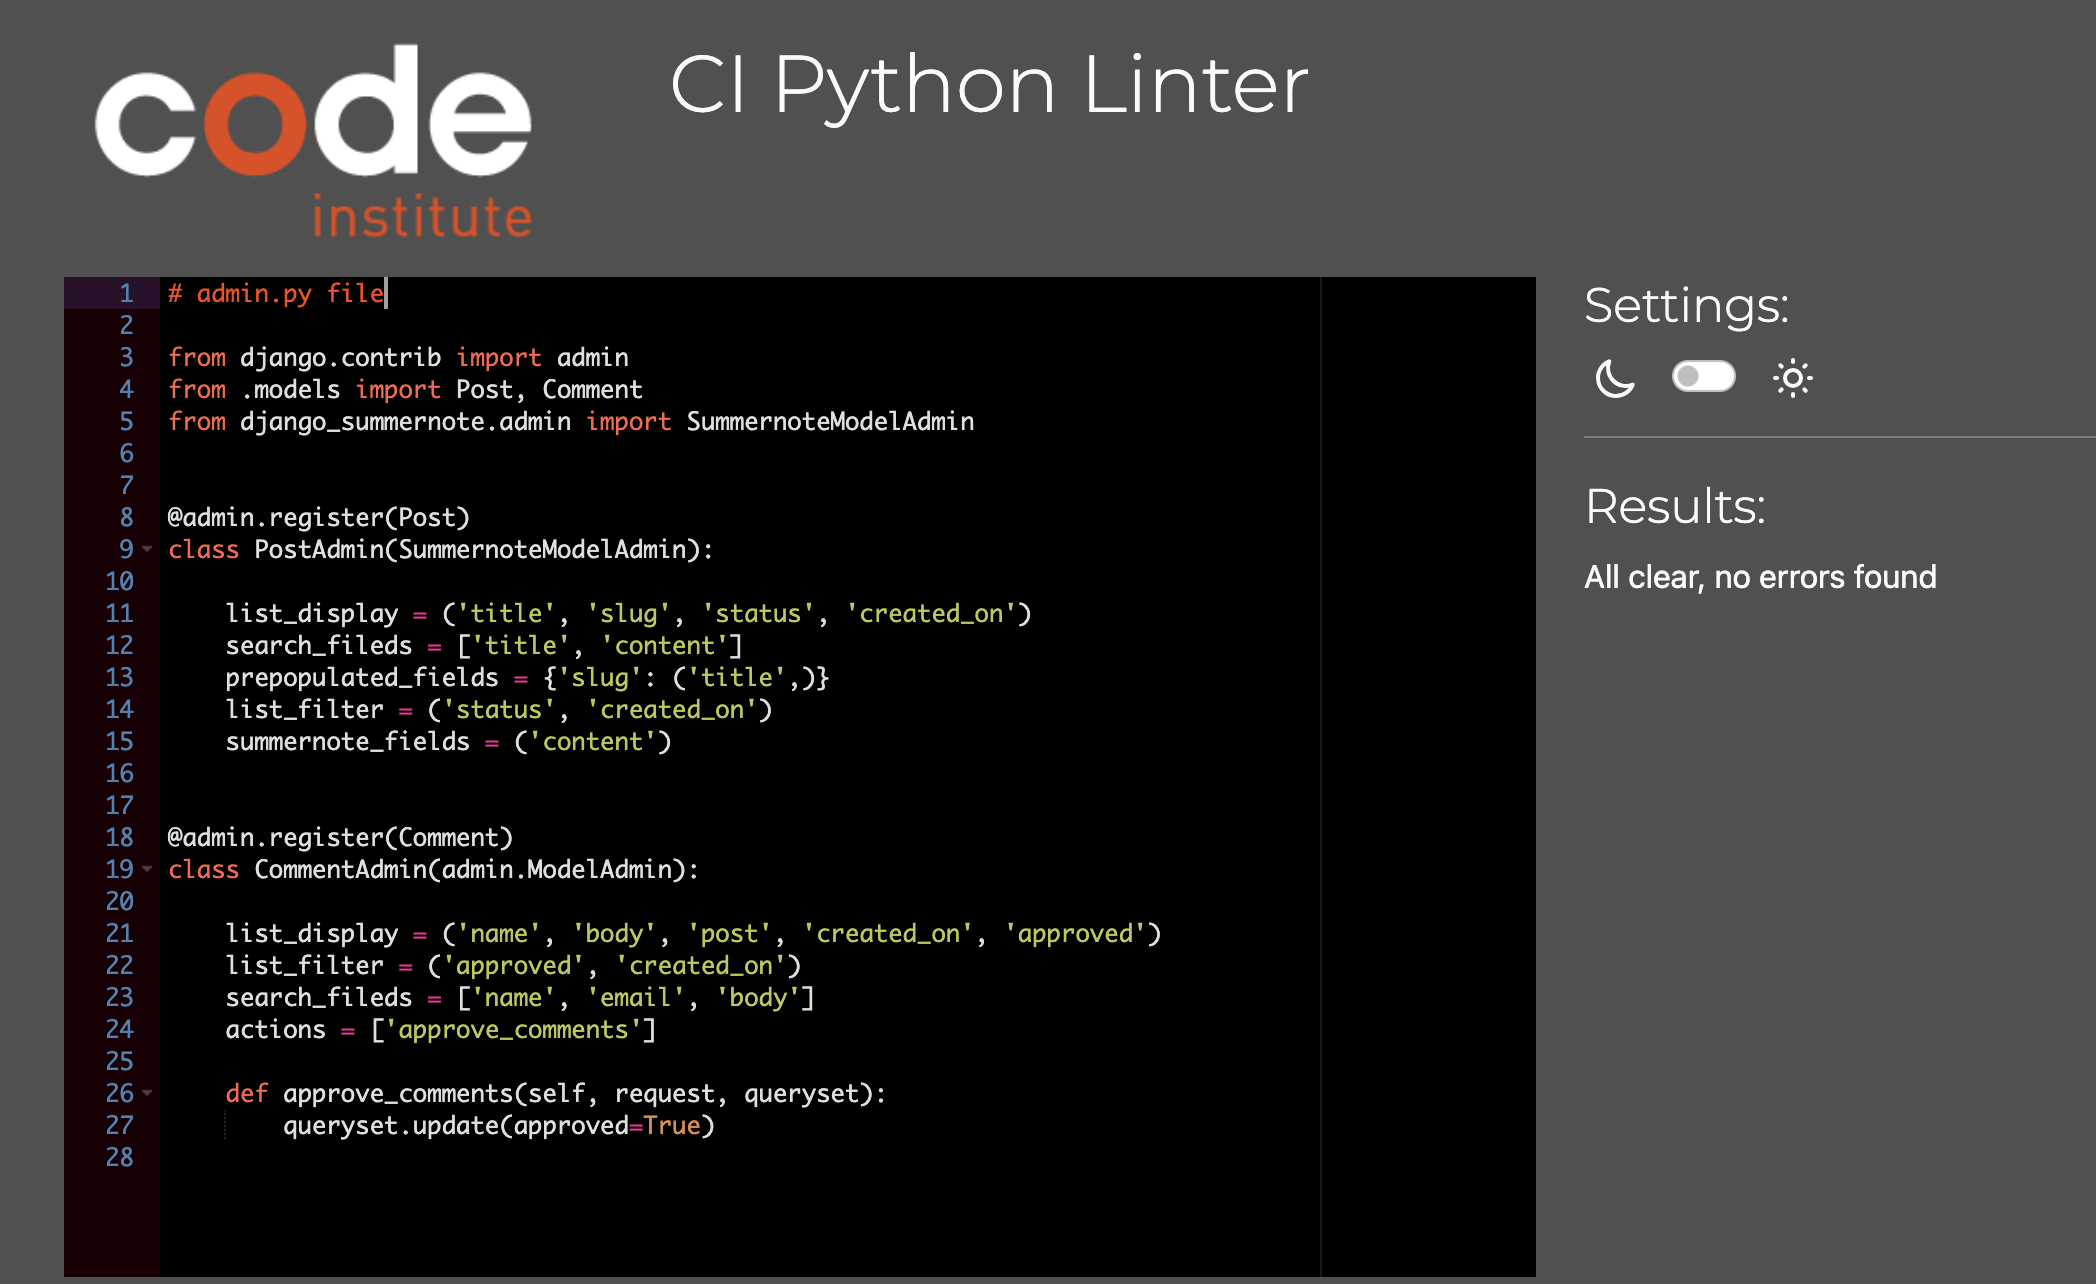 code
institute
CI Python Linter
1 # admin.py file
2
3 from django.contrib import admin
4 from .models import Post, Comment
5 from django_summernote.admin import SummernoteModelAdmin
6
7
8 @admin.register(Post)
9 class PostAdmin(SummernoteModelAdmin):
10
11     list_display = ('title', 'slug', 'status', 'created_on')
12     search_fileds = ['title', 'content']
13     prepopulated_fields = {'slug': ('title',)}
14     list_filter = ('status', 'created_on')
15     summernote_fields = ('content')
16
17
18 @admin.register(Comment)
19 class CommentAdmin(admin.ModelAdmin):
20
21     list_display = ('name', 'body', 'post', 'created_on', 'approved')
22     list_filter = ('approved', 'created_on')
23     search_fileds = ['name', 'email', 'body']
24     actions = ['approve_comments']
25
26     def approve_comments(self, request, queryset):
27         queryset.update(approved=True)
28
Settings:
Results:
All clear, no errors found